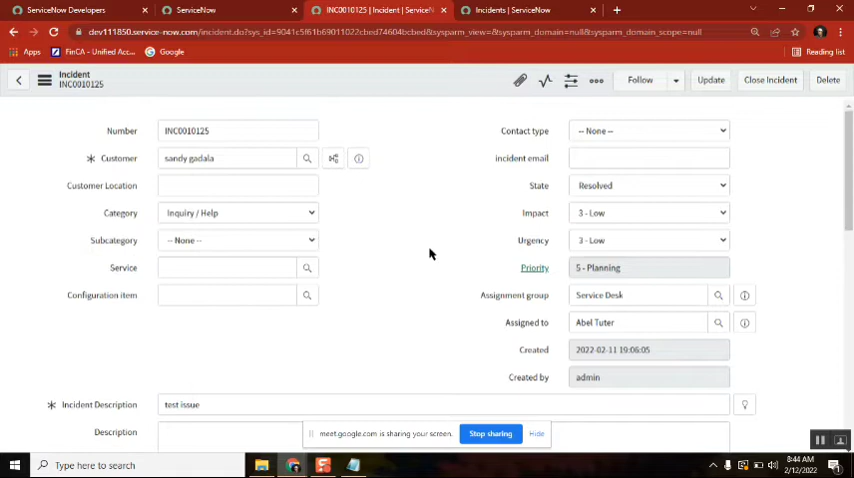 ServiceNow Developers
ServiceNow
INC0010125 | Incident | ServiceN
Incidents | ServiceNow
dev111850.service-now.com/incident.do?sys_id=9041c5f61b69011022cbed74604bcbed&sysparm_view=&sysparm_domain=null&sysparm_domain_scope=null
Apps
FinCA - Unified Acc...
Google
Reading list
Incident
INC0010125
Follow
Update
Close Incident
Delete
Number
INC0010125
Contact type
-- None --
Customer
sandy gadala
incident email
Customer Location
State
Resolved
Category
Inquiry / Help
Impact
3 - Low
Subcategory
-- None --
Urgency
3 - Low
Service
Priority
5 - Planning
Configuration item
Assignment group
Service Desk
Assigned to
Abel Tuter
Created
2022-02-11 19:06:05
Created by
admin
Incident Description
test issue
Description
meet.google.com is sharing your screen.
Stop sharing
Hide
Type here to search
8:44 AM
2/12/2022